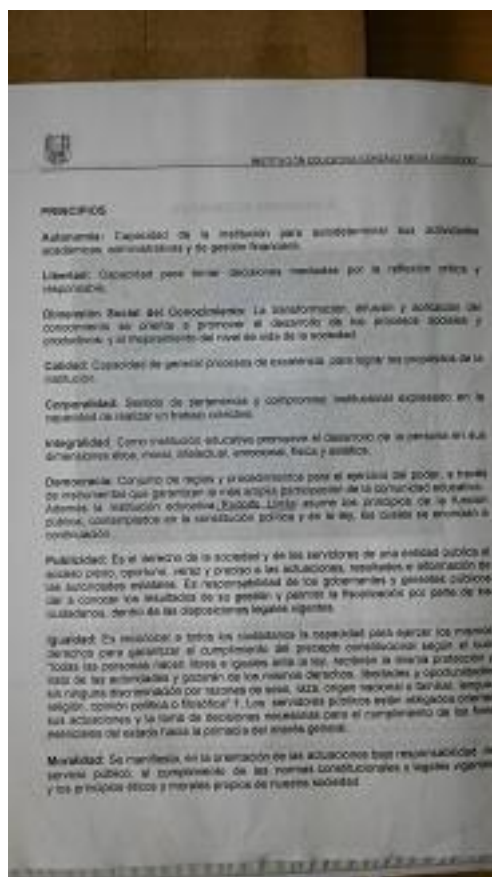 INSTITUCIÓN EDUCATIVA
PRINCIPIOS
Autonomía: Capacidad de la institución para autodeterminar sus actividades
académicas, administrativas y de gestión financiera.
Libertad: Capacidad para tomar decisiones mediadas por la reflexión crítica y
responsable.
Dimensión Social del Conocimiento: La transformación, difusión y aplicación del
conocimiento se orienta a promover el desarrollo de los procesos sociales y
productivos y al mejoramiento del nivel de vida de la sociedad.
Calidad: Capacidad de general procesos de excelencia, para lograr los propósitos de la
institución.
Corporalidad: Sentido de pertenencia y compromiso institucional expresado en la
capacidad de realizar un trabajo colectivo.
Integralidad: Como institución educativa promueve el desarrollo de la persona en sus
dimensiones ética, moral, intelectual, emocional, física y estética.
Democracia: Conjunto de reglas y procedimientos para el ejercicio del poder, a través
de instrumentos que garantizan la más amplia participación de la comunidad educativa.
Además la institución educativa asume los principios de la función
pública, contemplados en la constitución política y en la ley, los cuales se enuncian a
continuación:
Publicidad: Es el derecho de la sociedad y de los servidores de una entidad pública al
acceso pleno, oportuno, veraz y preciso a las actuaciones, resultados e información de
las autoridades estatales. Es responsabilidad de los gobernantes y gerentes públicos
dar a conocer los resultados de su gestión y permitir la fiscalización por parte de los
ciudadanos, dentro de las disposiciones legales vigentes.
Igualdad: Es reconocer a todos los ciudadanos la capacidad para ejercer los mismos
derechos para garantizar el cumplimiento del precepto constitucional según el cual
"todas las personas nacen libres e iguales ante la ley, recibirán la misma protección y
trato de las autoridades y gozarán de los mismos derechos, libertades y oportunidades
sin ninguna discriminación por razones de sexo, raza, origen nacional o familiar,
religión, opinión política o filosófica" 1. Los servidores públicos están obligados orientar
sus actuaciones y la toma de decisiones necesarias para el cumplimiento de los fines
esenciales del estado hacia la primacía del interés general.
Moralidad: Se manifiesta, en la orientación de las actuaciones bajo responsabilidad de
servicio público, el cumplimiento de las normas constitucionales y legales vigentes
y los principios éticos y morales propios de nuestra sociedad.